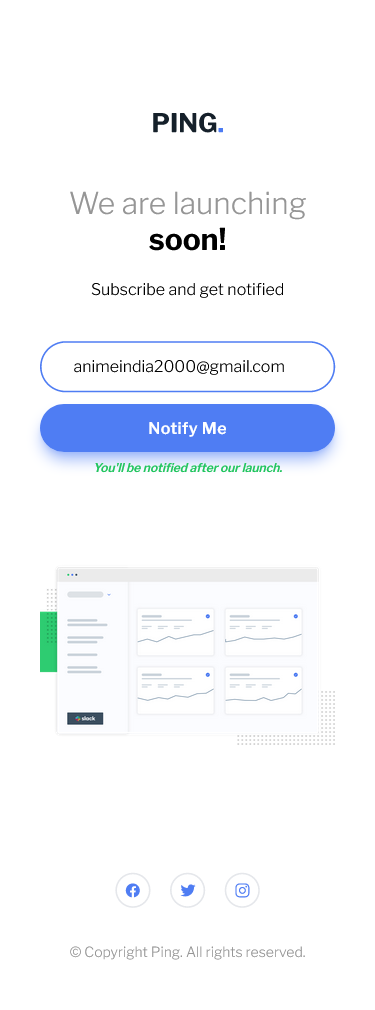 PING.
We are launching
soon!
Subscribe and get notified
animeindia2000@gmail.com
Notify Me
You'll be notified after our launch.
slack
© Copyright Ping. All rights reserved.